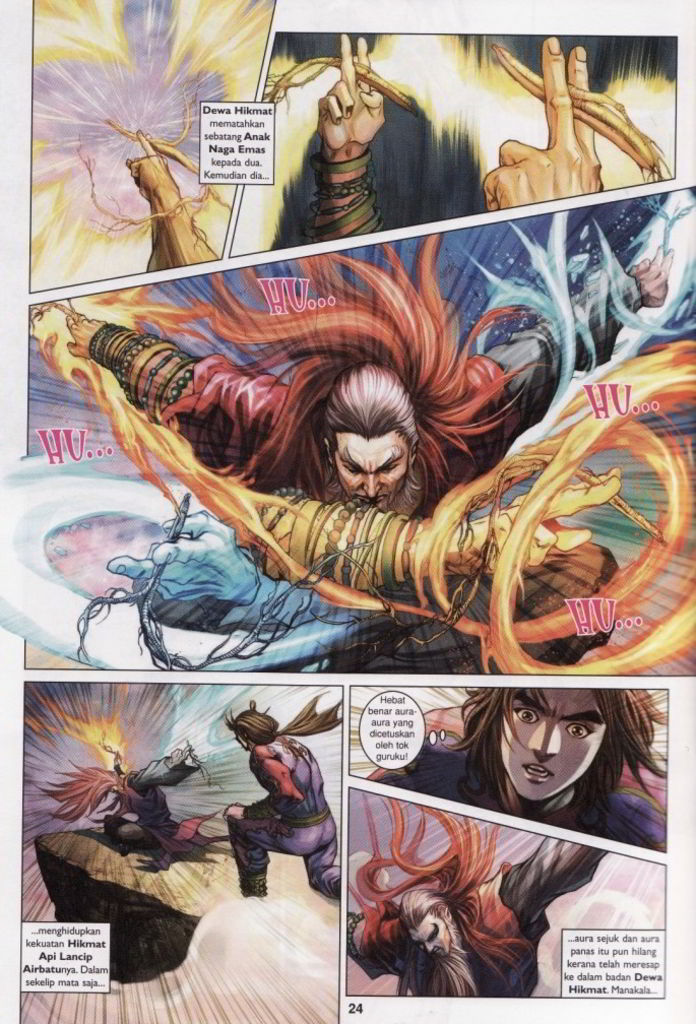 Dewa Hikmat
mematahkan
sebatang Anak
Naga Emas
kepada dua.
Kemudian dia...
HU...
HU...
HU...
HU...
...menghidupkan
kekuatan Hikmat
Api Lancip
Airbatunya. Dalam
sekelip mata saja...
Hebat
benar aura-
aura yang
dicetuskan
oleh tok
guruku!
...aura sejuk dan aura
panas itu pun hilang
kerana telah meresap
ke dalam badan Dewa
Hikmat. Manakala...
24